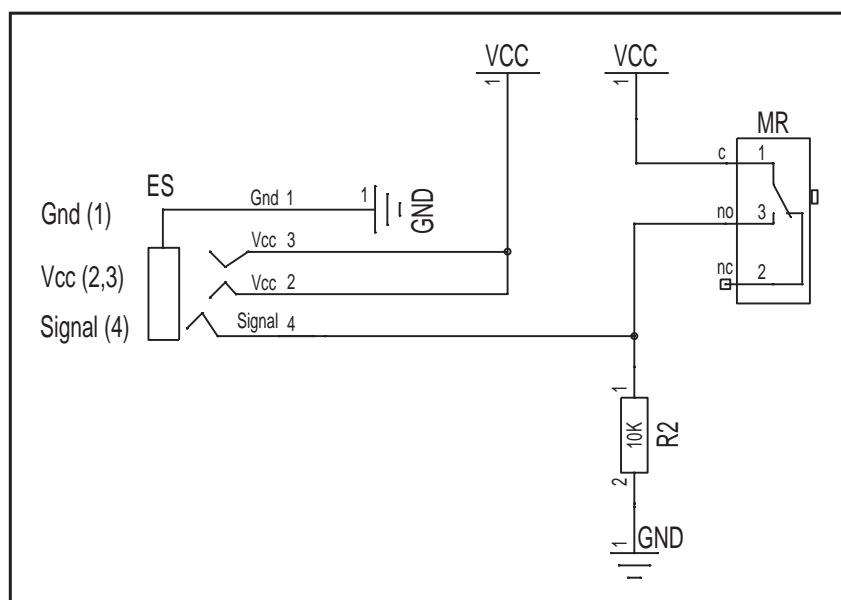 VCC
1
VCC
1
MR
c 1
ES
Gnd 1
1
GND
Gnd (1)
no 3
Vcc 3
Vcc (2,3)
nc 2
Vcc 2
Signal (4)
Signal 4
1
10K
R2
2
1
GND